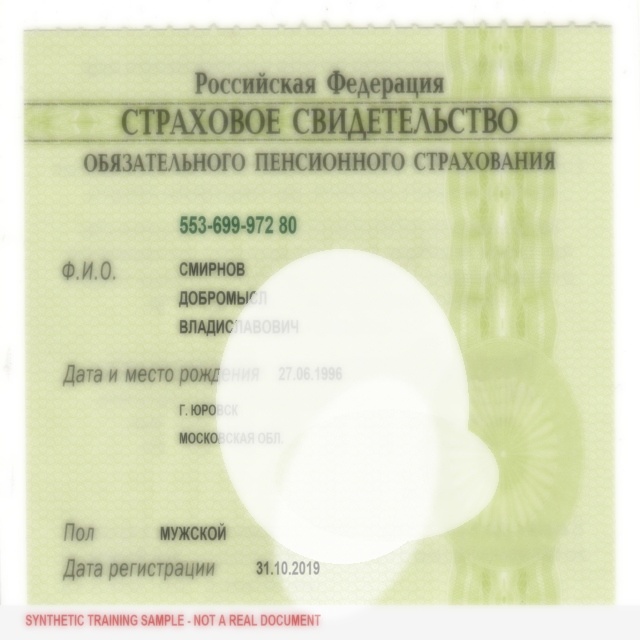 Российская Федерация
СТРАХОВОЕ СВИДЕТЕЛЬСТВО
ОБЯЗАТЕЛЬНОГО ПЕНСИОННОГО СТРАХОВАНИЯ
553-699-972 80
Ф.И.О. СМИРНОВ
ДОБРОМЫСЛ
ВЛАДИСЛАВОВИЧ
Дата и место рождения 27.06.1996
Г. ЮРОВСК
МОСКОВСКАЯ ОБЛ.
Пол МУЖСКОЙ
Дата регистрации 31.10.2019
SYNTHETIC TRAINING SAMPLE - NOT A REAL DOCUMENT